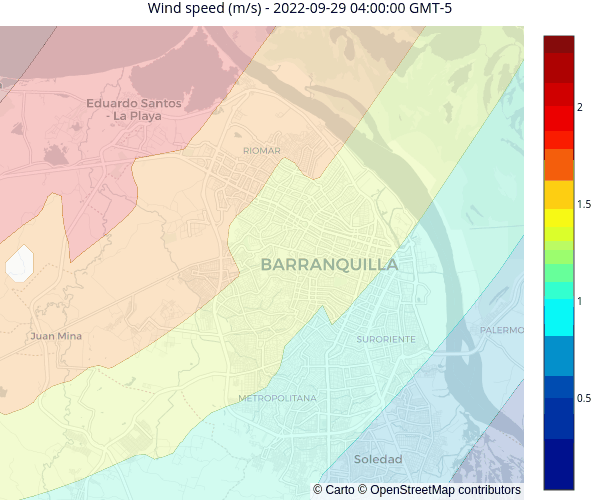 Wind speed (m/s) - 2022-09-29 04:00:00 GMT-5
Eduardo Santos
- La Playa
RIOMAR
BARRANQUILLA
Juan Mina
SURORIENTE
PALERMO
METROPOLITANA
Soledad
© Carto © OpenStreetMap contributors
2
1.5
1
0.5